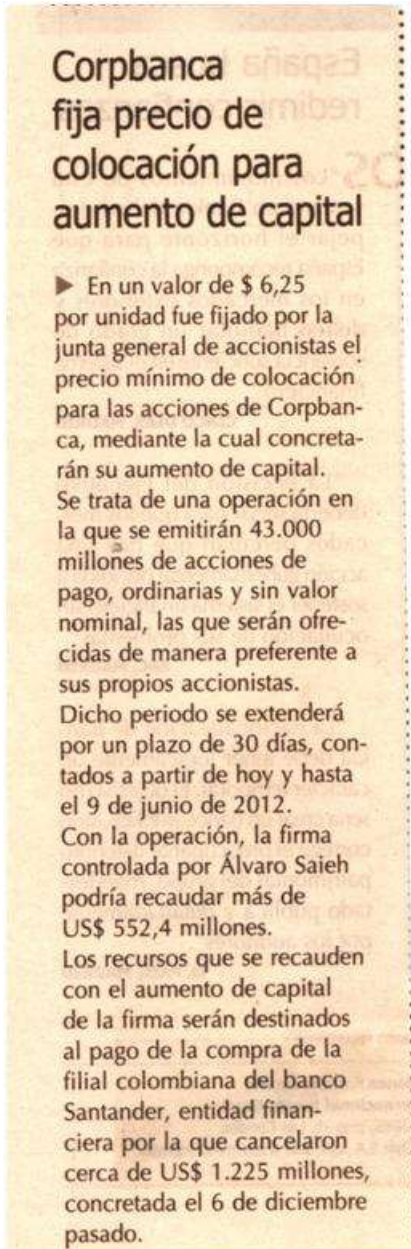 Corpbanca
fija precio de
colocación para
aumento de capital
▶ En un valor de $ 6,25
por unidad fue fijado por la
junta general de accionistas el
precio mínimo de colocación
para las acciones de Corpban-
ca, mediante la cual concreta-
rán su aumento de capital.
Se trata de una operación en
la que se emitirán 43.000
millones de acciones de
pago, ordinarias y sin valor
nominal, las que serán ofre-
cidas de manera preferente a
sus propios accionistas.
Dicho periodo se extenderá
por un plazo de 30 días, con-
tados a partir de hoy y hasta
el 9 de junio de 2012.
Con la operación, la firma
controlada por Álvaro Saieh
podría recaudar más de
US$ 552,4 millones.
Los recursos que se recauden
con el aumento de capital
de la firma serán destinados
al pago de la compra de la
filial colombiana del banco
Santander, entidad finan-
ciera por la que cancelaron
cerca de US$ 1.225 millones,
concretada el 6 de diciembre
pasado.